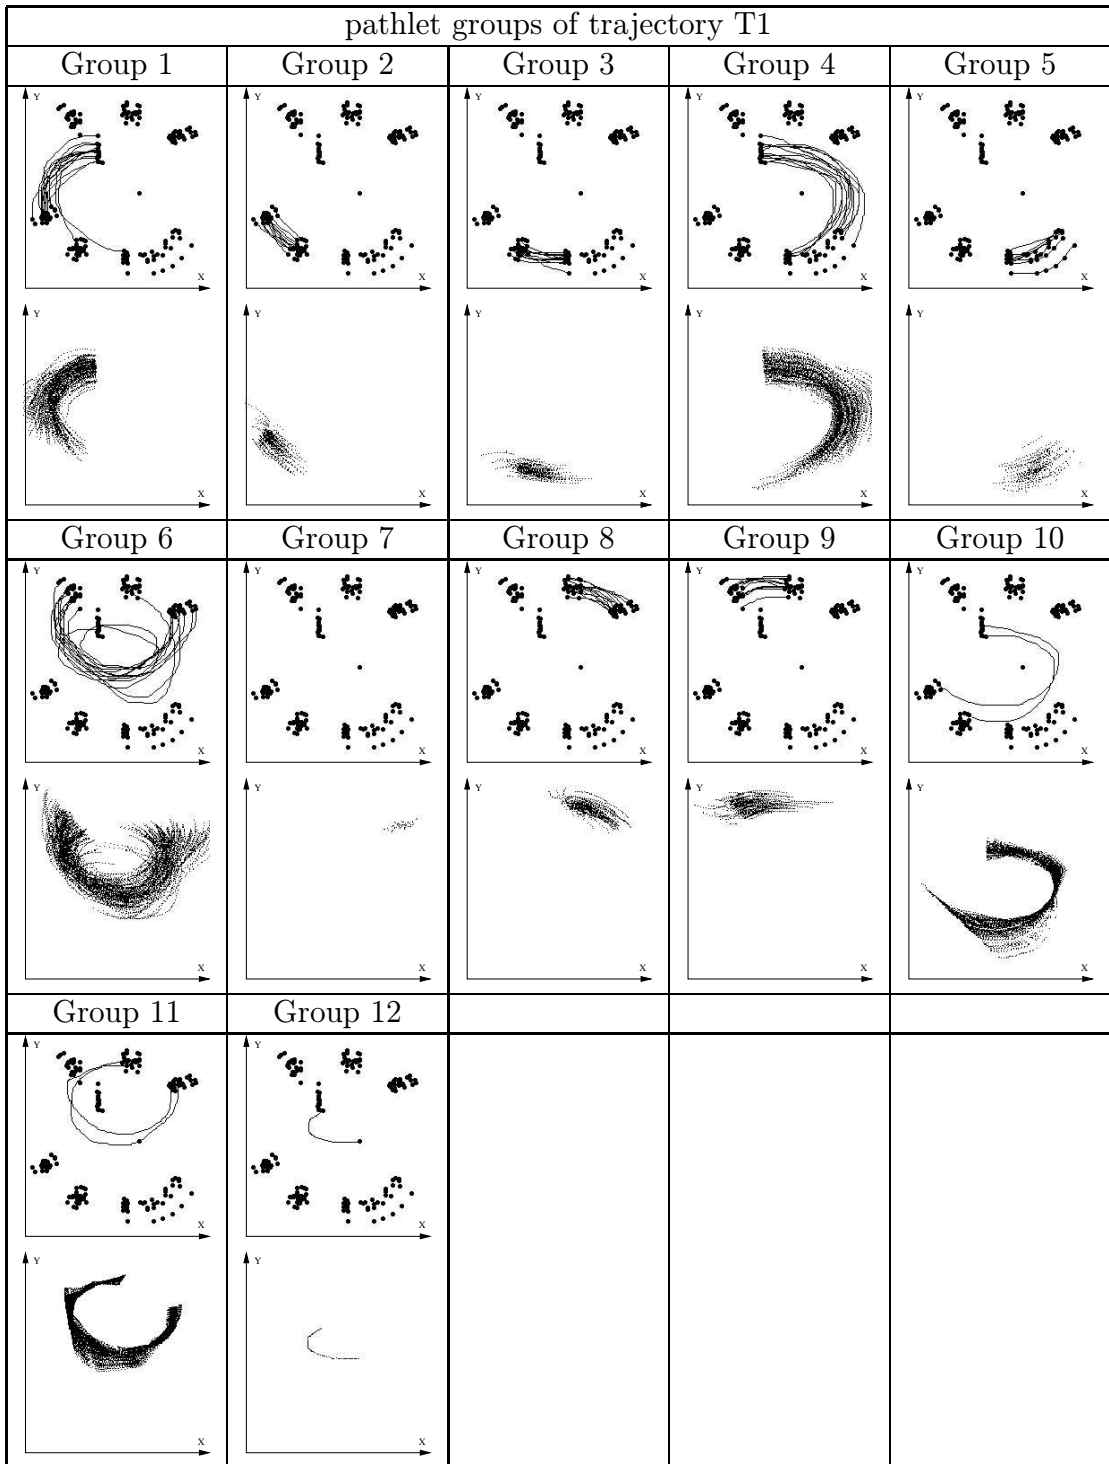 pathlet groups of trajectory T1
Group 1 Group 2 Group 3 Group 4 Group 5
Y Y Y Y Y
X X X X X
Y Y Y Y Y
X X X X X
Group 6 Group 7 Group 8 Group 9 Group 10
Y Y Y Y Y
X X X X X
Y Y Y Y Y
X X X X X
Group 11 Group 12
Y Y
X X
Y Y
X X